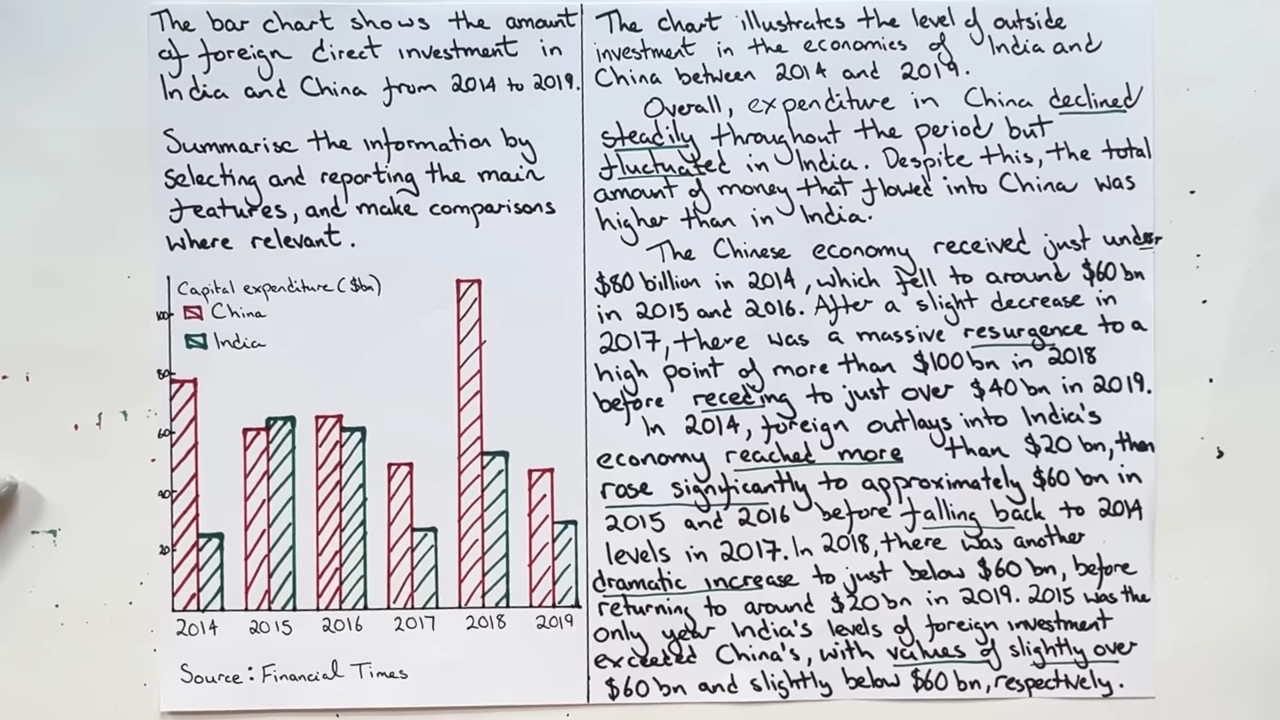 The bar chart shows the amount
of foreign direct investment in
India and China from 2014 to 2019.
Summarise the information by
selecting and reporting the main
features, and make comparisons
where relevant.
Capital expenditure ($bn)
China
India
100
80
60
40
20
2014 2015 2016 2017 2018 2019
Source: Financial Times
The chart illustrates the level of outside
investment in the economies of India and
China between 2014 and 2019.
Overall, expenditure in China declined
steadily throughout the period but
fluctuated in India. Despite this, the total
amount of money that flowed into China was
higher than in India.
The Chinese economy received just under
$80 billion in 2014, which fell to around $60 bn
in 2015 and 2016. After a slight decrease in
2017, there was a massive resurgence to a
high point of more than $100 bn in 2018
before receding to just over $40 bn in 2019.
In 2014, foreign outlays into India's
economy reached more than $20 bn, then
rose significantly to approximately $60 bn in
2015 and 2016 before falling back to 2014
levels in 2017. In 2018, there was another
dramatic increase to just below $60 bn, before
returning to around $20 bn in 2019. 2015 was the
only year India's levels of foreign investment
exceeted China's, with values of slightly over
$60 bn and slightly below $60 bn, respectively.